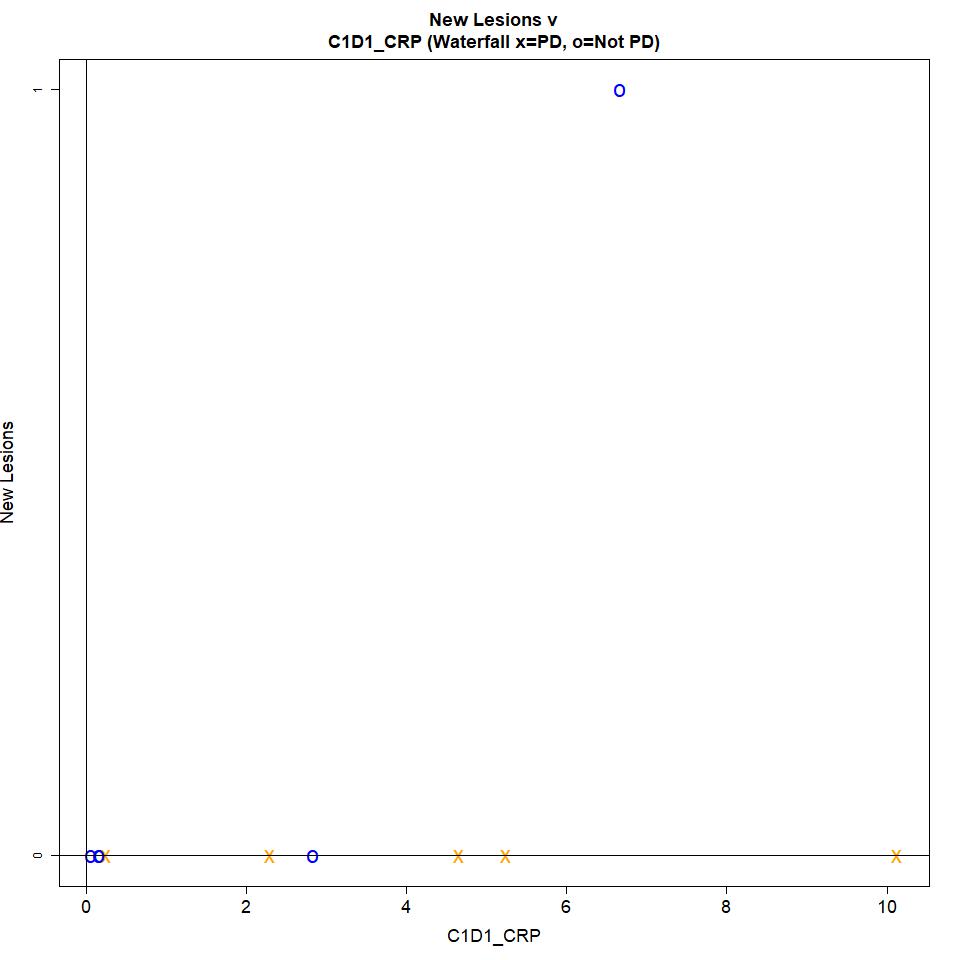 New Lesions v
C1D1_CRP (Waterfall x=PD, o=Not PD)
New Lesions
1
0
0 2 4 6 8 10
C1D1_CRP